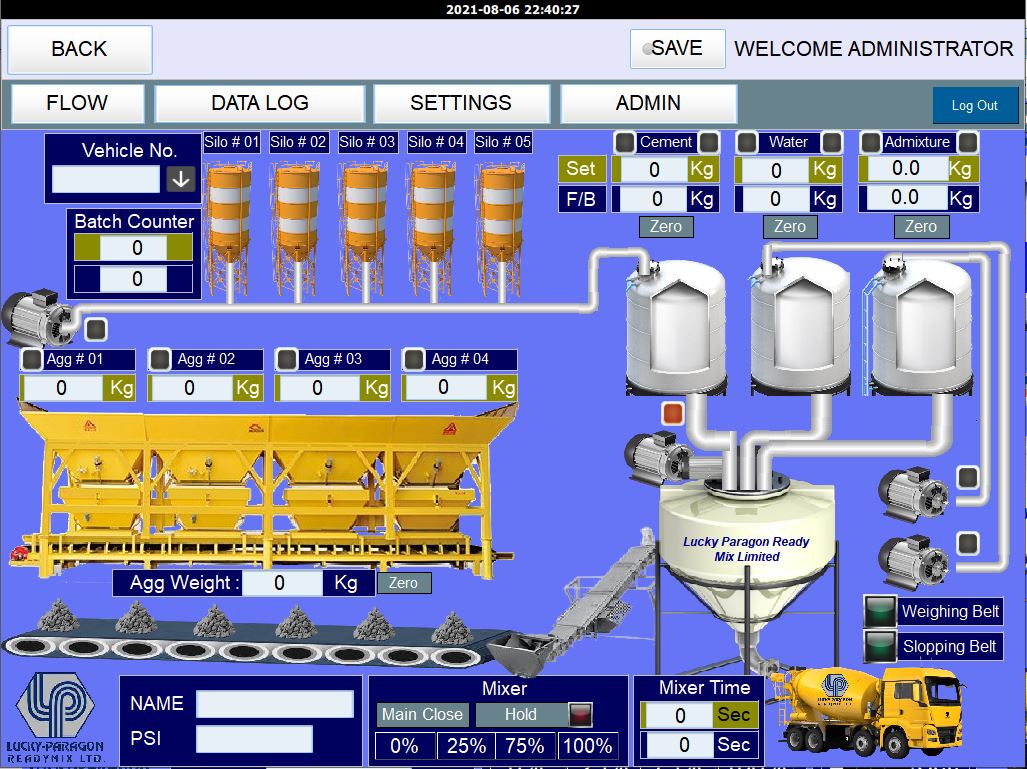 2021-08-06 22:40:27
BACK
SAVE
WELCOME ADMINISTRATOR
FLOW
DATA LOG
SETTINGS
ADMIN
Log Out
Vehicle No.
Silo # 01
Silo # 02
Silo # 03
Silo # 04
Silo # 05
Cement
Water
Admixture
Set
0 Kg
0 Kg
0.0 Kg
F/B
0 Kg
0 Kg
0.0 Kg
Zero
Zero
Zero
Batch Counter
0
0
Agg # 01
Agg # 02
Agg # 03
Agg # 04
0 Kg
0 Kg
0 Kg
0 Kg
Lucky Paragon Ready
Mix Limited
Agg Weight : 0 Kg
Zero
Weighing Belt
Slopping Belt
LUCKY-PARAGON
READYMIX LTD.
NAME
PSI
Mixer
Main Close
Hold
0% 25% 75% 100%
Mixer Time
0 Sec
0 Sec
LUCKY-PARAGON